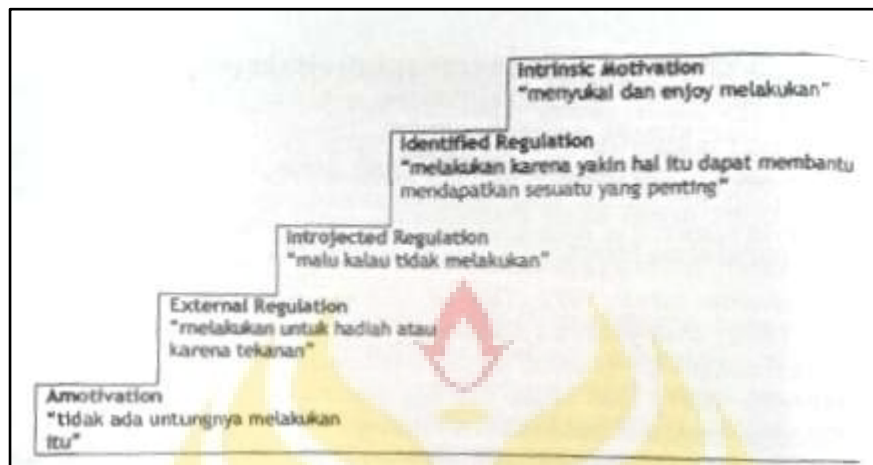 Intrinsic Motivation
"menyukai dan enjoy melakukan"
Identified Regulation
"melakukan karena yakin hal itu dapat membantu
mendapatkan sesuatu yang penting"
Introjected Regulation
"malu kalau tidak melakukan"
External Regulation
"melakukan untuk hadiah atau
karena tekanan"
Amotivation
"tidak ada untungnya melakukan
itu"